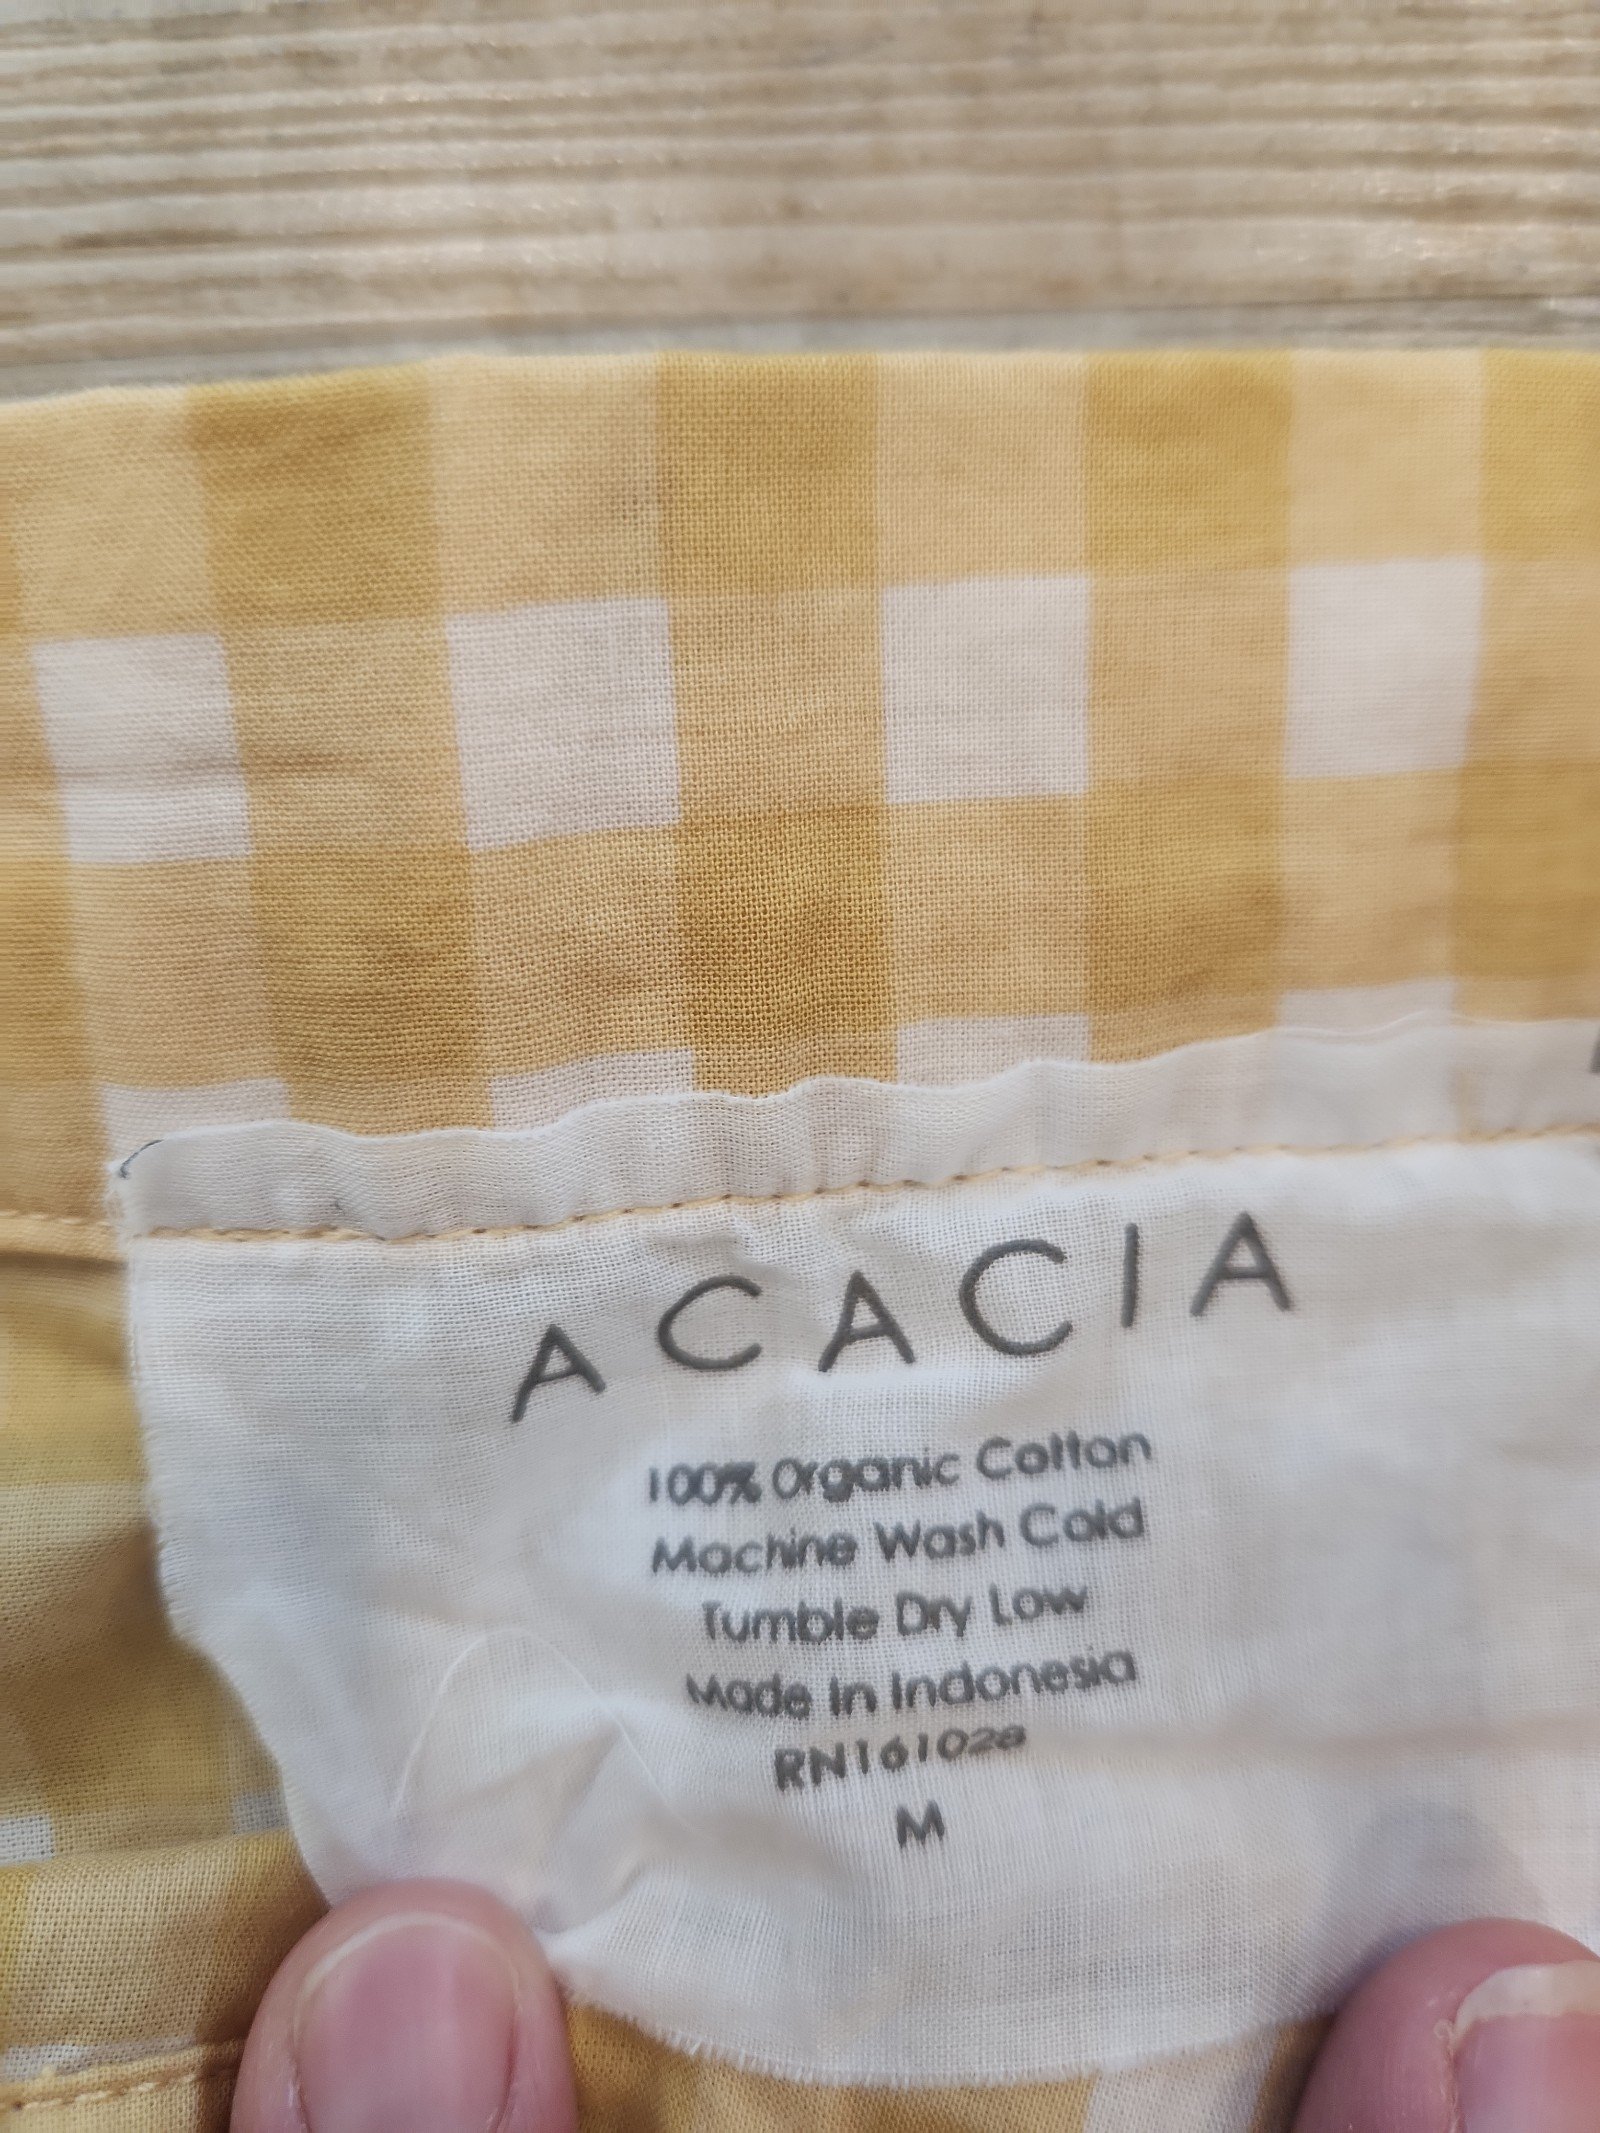 ACACIA
100% Organic Cotton
Machine Wash Cold
Tumble Dry Low
Made In Indonesia
RN161028
M